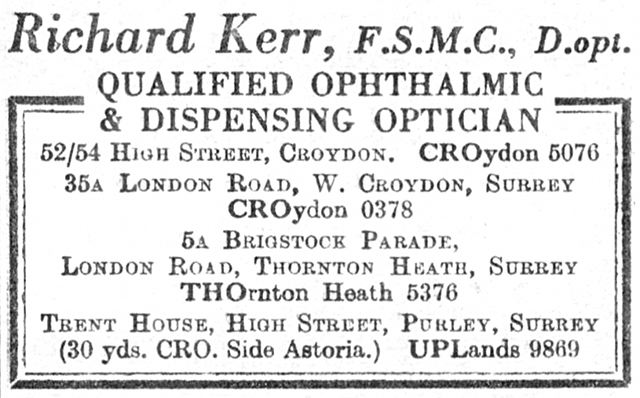 Richard Kerr, F.S.M.C., D.opt.
QUALIFIED OPHTHALMIC
& DISPENSING OPTICIAN
52/54 HIGH STREET, CROYDON. CROydon 5076
35A LONDON ROAD, W. CROYDON, SURREY
CROydon 0378
5A BRIGSTOCK PARADE,
LONDON ROAD, THORNTON HEATH, SURREY
THOrnton Heath 5376
TRENT HOUSE, HIGH STREET, PURLEY, SURREY
(30 yds. CRO. Side Astoria.) UPLands 9869